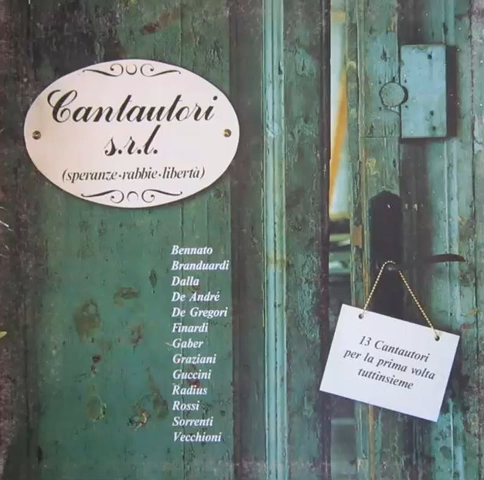 Cantautori
s.r.l.
(speranze·rabbie·libertà)
Bennato
Branduardi
Dalla
De André
De Gregori
Finardi
Gaber
Graziani
Guccini
Radius
Rossi
Sorrenti
Vecchioni
13 Cantautori
per la prima volta
tuttinsieme